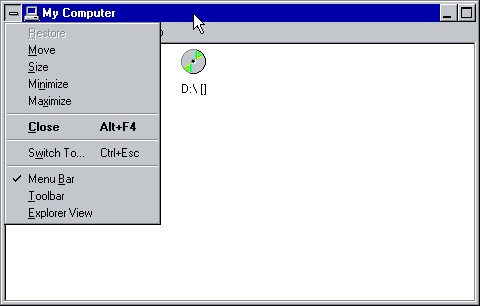 My Computer
Restore
Move
Size
Minimize
Maximize
Close Alt+F4
Switch To... Ctrl+Esc
Menu Bar
Toolbar
Explorer View
D:\ []